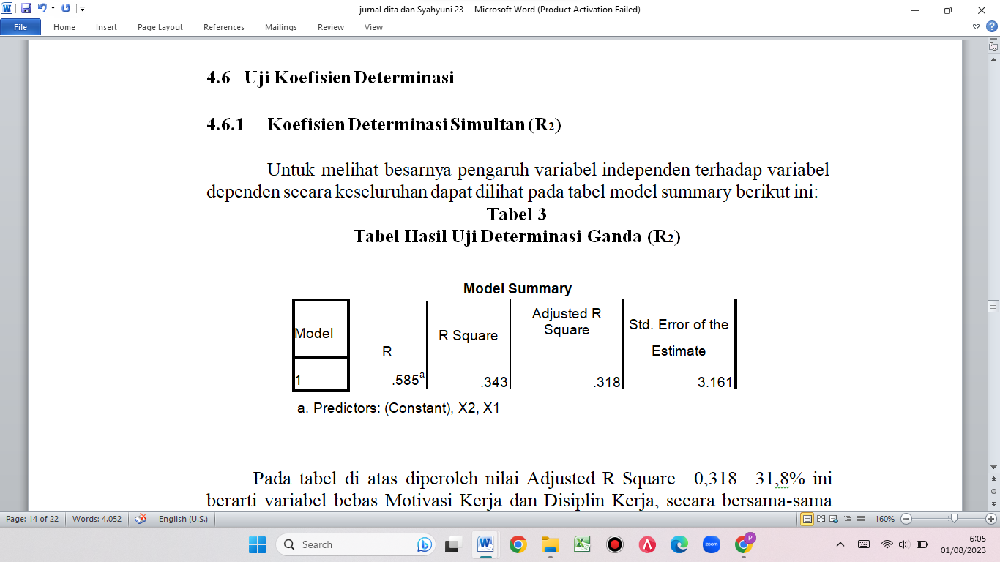 jurnal dita dan Syahyuni 23 - Microsoft Word (Product Activation Failed)
File Home Insert Page Layout References Mailings Review View
4.6 Uji Koefisien Determinasi
4.6.1 Koefisien Determinasi Simultan (R2)
Untuk melihat besarnya pengaruh variabel independen terhadap variabel
dependen secara keseluruhan dapat dilihat pada tabel model summary berikut ini:
Tabel 3
Tabel Hasil Uji Determinasi Ganda (R2)
Model Summary
Model R R Square Adjusted R Square Std. Error of the Estimate
1 .585a .343 .318 3.161
a. Predictors: (Constant), X2, X1
Pada tabel di atas diperoleh nilai Adjusted R Square= 0,318= 31,8% ini
berarti variabel bebas Motivasi Kerja dan Disiplin Kerja, secara bersama-sama
Page: 14 of 22 Words: 4.052 English (U.S.) 160%
Search zoom P 6:05
01/08/2023